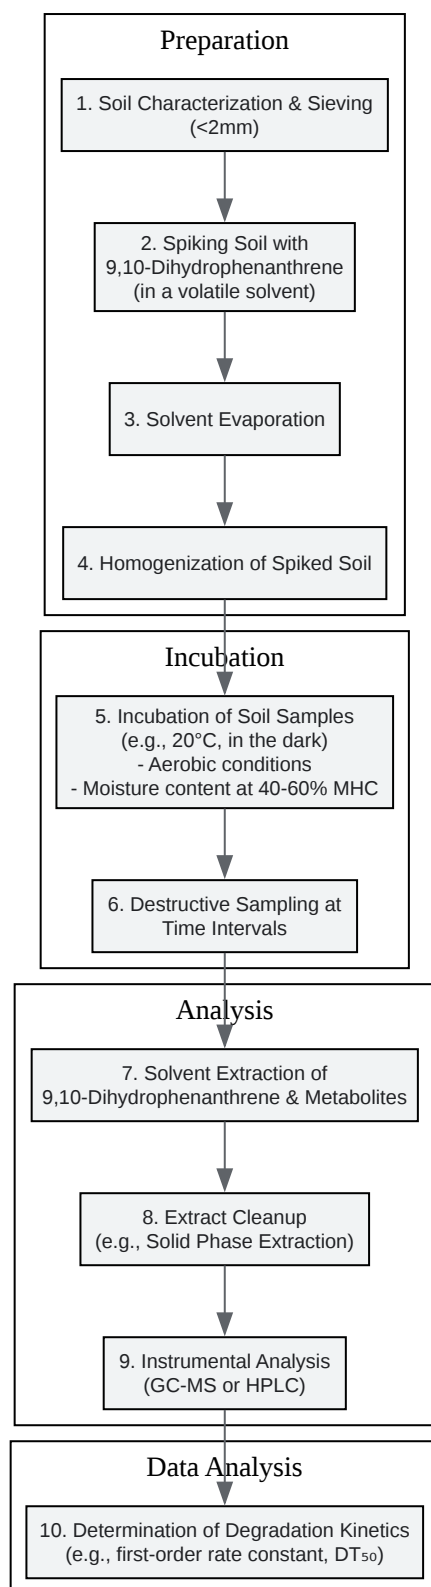 Preparation
1. Soil Characterization & Sieving
(<2mm)
2. Spiking Soil with
9,10-Dihydrophenanthrene
(in a volatile solvent)
3. Solvent Evaporation
4. Homogenization of Spiked Soil
Incubation
5. Incubation of Soil Samples
(e.g., 20°C, in the dark)
- Aerobic conditions
- Moisture content at 40-60% MHC
6. Destructive Sampling at
Time Intervals
Analysis
7. Solvent Extraction of
9,10-Dihydrophenanthrene & Metabolites
8. Extract Cleanup
(e.g., Solid Phase Extraction)
9. Instrumental Analysis
(GC-MS or HPLC)
Data Analysis
10. Determination of Degradation Kinetics
(e.g., first-order rate constant, DT₅₀)